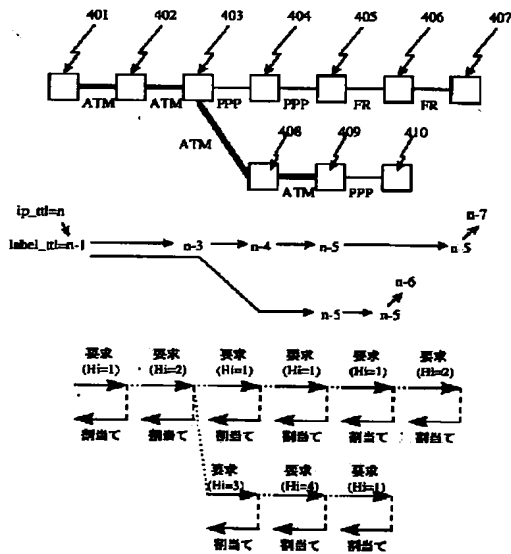 401 402 403 404 405 406 407
ATM ATM PPP PPP FR FR
ATM
408 409 410
ATM PPP
ip_ttl=n
n-7
label_ttl=n-1 n-3 n-4 n-5 n-5
n-6
n-5 n-5
要求 要求 要求 要求 要求 要求
(Hi=1) (Hi=2) (Hi=1) (Hi=1) (Hi=1) (Hi=2)
割当て 割当て 割当て 割当て 割当て 割当て
要求 要求 要求
(Hi=3) (Hi=4) (Hi=1)
割当て 割当て 割当て